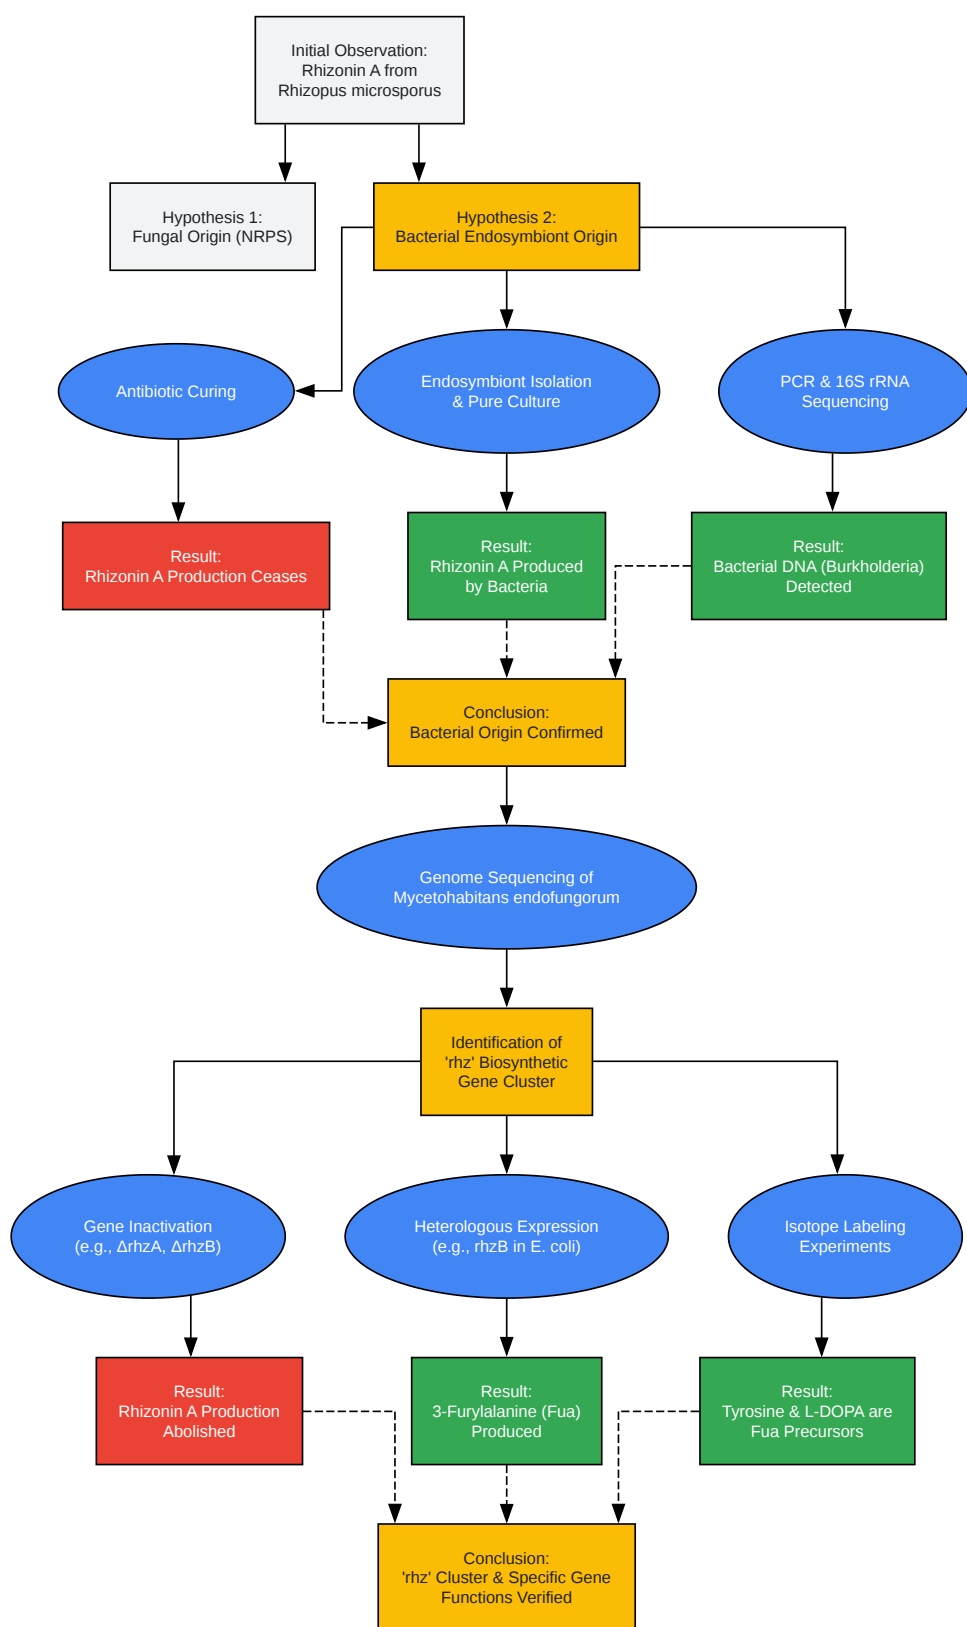 Initial Observation:
Rhizonin A from
Rhizopus microsporus
Hypothesis 1:
Fungal Origin (NRPS)
Hypothesis 2:
Bacterial Endosymbiont Origin
Antibiotic Curing
Endosymbiont Isolation
& Pure Culture
PCR & 16S rRNA
Sequencing
Result:
Rhizonin A Production Ceases
Result:
Rhizonin A Produced
by Bacteria
Result:
Bacterial DNA (Burkholderia)
Detected
Conclusion:
Bacterial Origin Confirmed
Genome Sequencing of
Mycetohabitans endofungorum
Identification of
'rhz' Biosynthetic
Gene Cluster
Gene Inactivation
(e.g., ΔrhzA, ΔrhzB)
Heterologous Expression
(e.g., rhzB in E. coli)
Isotope Labeling
Experiments
Result:
Rhizonin A Production
Abolished
Result:
3-Furylalanine (Fua)
Produced
Result:
Tyrosine & L-DOPA are
Fua Precursors
Conclusion:
'rhz' Cluster & Specific Gene
Functions Verified